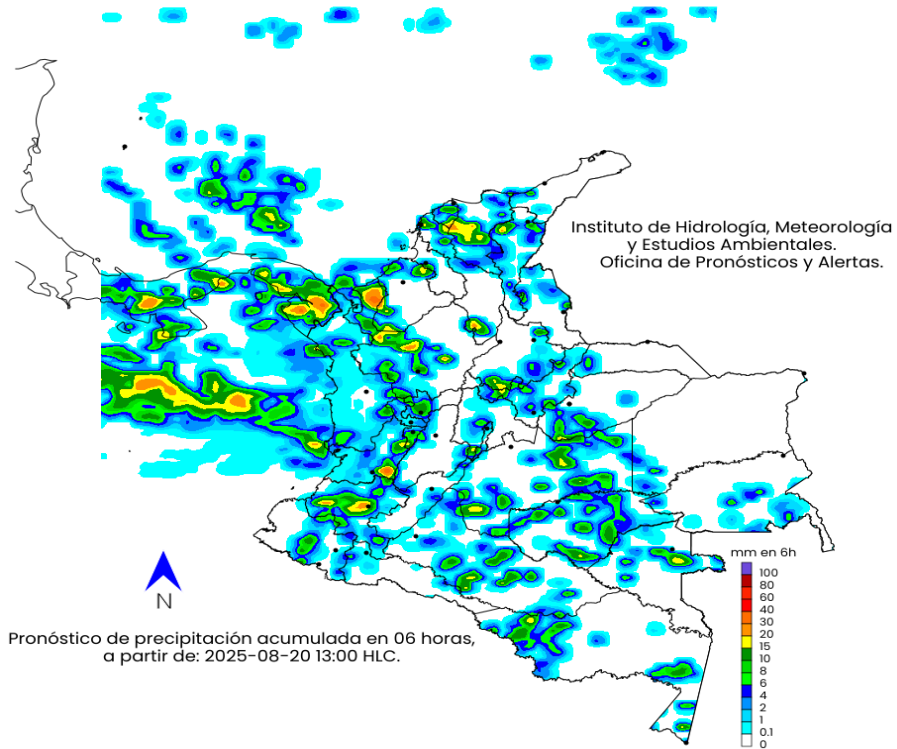 Instituto de Hidrología, Meteorología
y Estudios Ambientales.
Oficina de Pronósticos y Alertas.
N
Pronóstico de precipitación acumulada en 06 horas,
a partir de: 2025-08-20 13:00 HLC.
mm en 6h
100
80
60
40
30
20
15
10
8
6
4
2
1
0.1
0